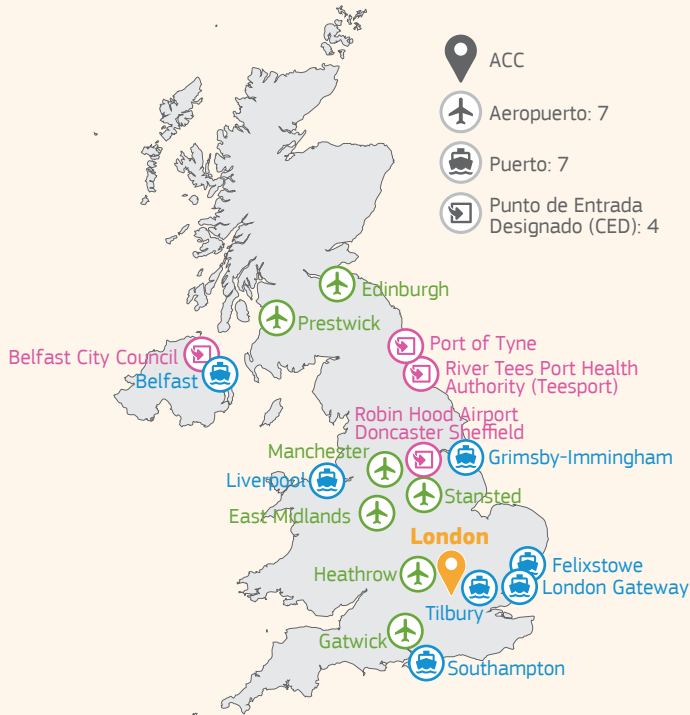 ACC
Aeropuerto: 7
Puerto: 7
Punto de Entrada
Designado (CED): 4
Edinburgh
Prestwick
Port of Tyne
Belfast City Council
River Tees Port Health
Authority (Teesport)
Belfast
Robin Hood Airport
Doncaster Sheffield
Manchester
Grimsby-Immingham
Liverpool
Stansted
East Midlands
London
Felixstowe
Heathrow
London Gateway
Tilbury
Gatwick
Southampton